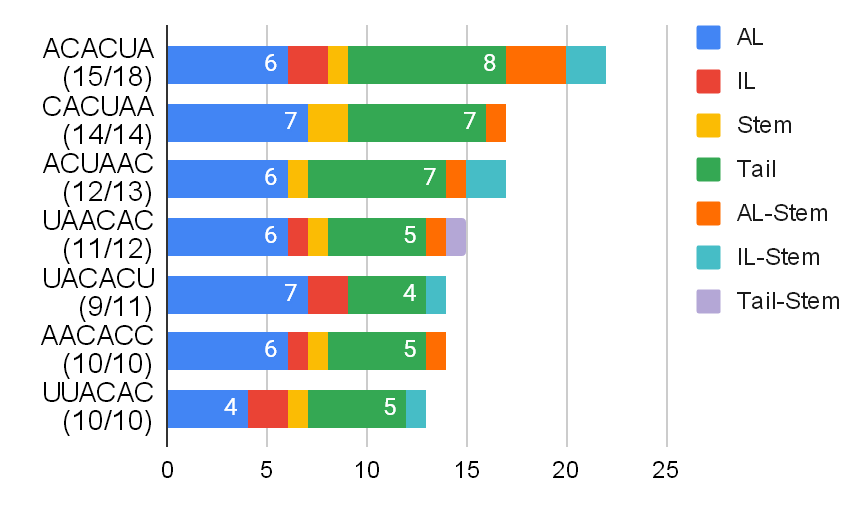 ACACUA
(15/18)
6
8
CACUAA
(14/14)
7
7
ACUAAC
(12/13)
6
7
UAACAC
(11/12)
6
5
UACACU
(9/11)
7
4
AACACC
(10/10)
6
5
UUACAC
(10/10)
4
5
0 5 10 15 20 25
AL
IL
Stem
Tail
AL-Stem
IL-Stem
Tail-Stem